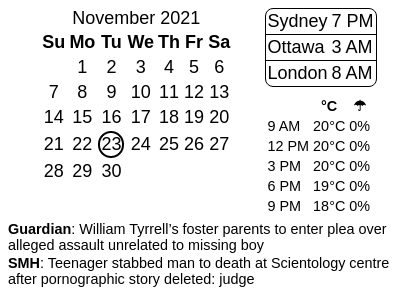 November 2021
Su Mo Tu We Th Fr Sa
1 2 3 4 5 6
7 8 9 10 11 12 13
14 15 16 17 18 19 20
21 22 23 24 25 26 27
28 29 30
Sydney 7 PM
Ottawa 3 AM
London 8 AM
°C ☂
9 AM 20°C 0%
12 PM 20°C 0%
3 PM 20°C 0%
6 PM 19°C 0%
9 PM 18°C 0%
Guardian: William Tyrrell’s foster parents to enter plea over
alleged assault unrelated to missing boy
SMH: Teenager stabbed man to death at Scientology centre
after pornographic story deleted: judge